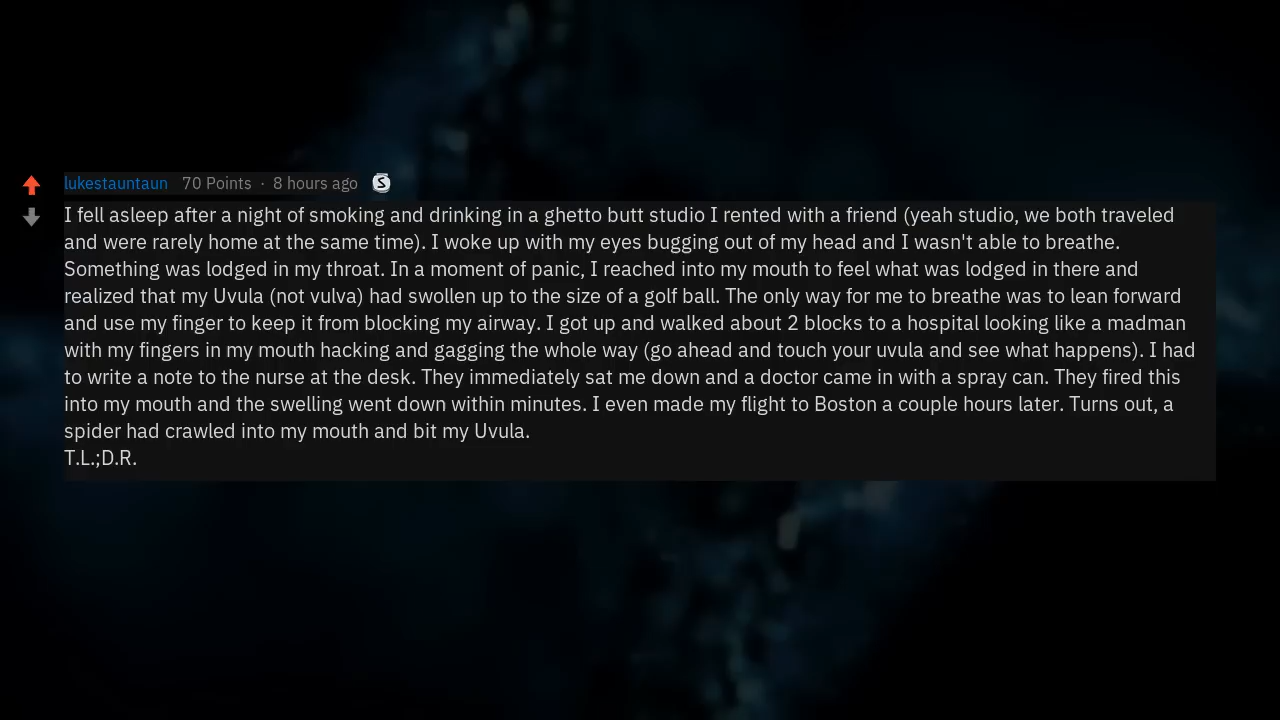 lukestauntaun 70 Points · 8 hours ago
I fell asleep after a night of smoking and drinking in a ghetto butt studio I rented with a friend (yeah studio, we both traveled
and were rarely home at the same time). I woke up with my eyes bugging out of my head and I wasn't able to breathe.
Something was lodged in my throat. In a moment of panic, I reached into my mouth to feel what was lodged in there and
realized that my Uvula (not vulva) had swollen up to the size of a golf ball. The only way for me to breathe was to lean forward
and use my finger to keep it from blocking my airway. I got up and walked about 2 blocks to a hospital looking like a madman
with my fingers in my mouth hacking and gagging the whole way (go ahead and touch your uvula and see what happens). I had
to write a note to the nurse at the desk. They immediately sat me down and a doctor came in with a spray can. They fired this
into my mouth and the swelling went down within minutes. I even made my flight to Boston a couple hours later. Turns out, a
spider had crawled into my mouth and bit my Uvula.
T.L.;D.R.